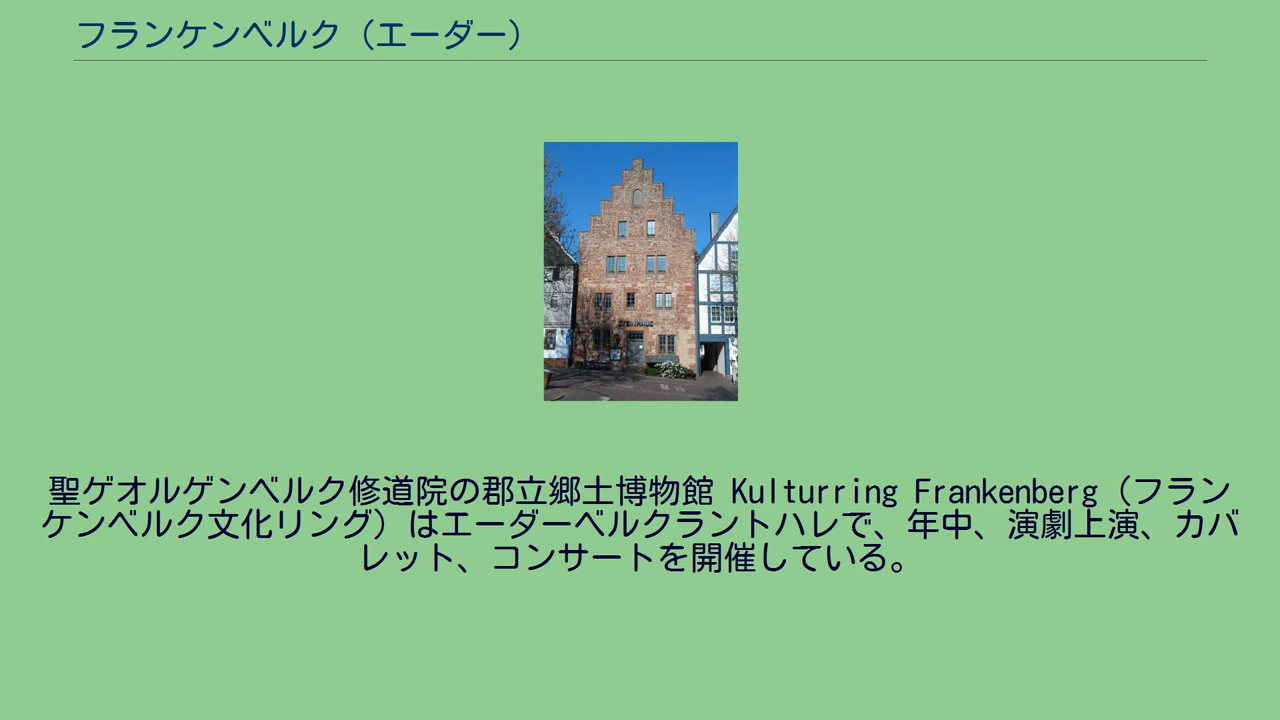 フランケンベルク（エーダー）
聖ゲオルゲンベルク修道院の郡立郷土博物館 Kulturring Frankenberg（フラン
ケンベルク文化リング）はエーダーベルクラントハレで、年中、演劇上演、カバ
レット、コンサートを開催している。